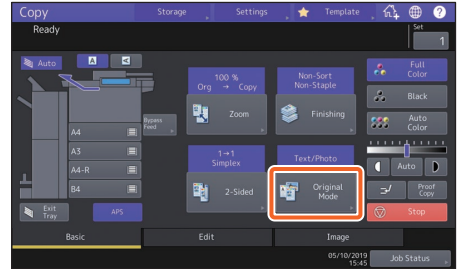 Copy
Storage
Settings
Template
?
Ready
Set
1
Auto
A
100 %
Org → Copy
Non-Sort
Non-Staple
Full
Color
Zoom
Finishing
Black
Bypass
Feed
Auto
Color
A4
A3
A4-R
B4
1→1
Simplex
Text/Photo
Auto
2-Sided
Original
Mode
Proof
Copy
Exit
Tray
APS
Stop
Basic
Edit
Image
05/10/2019
15:45
Job Status